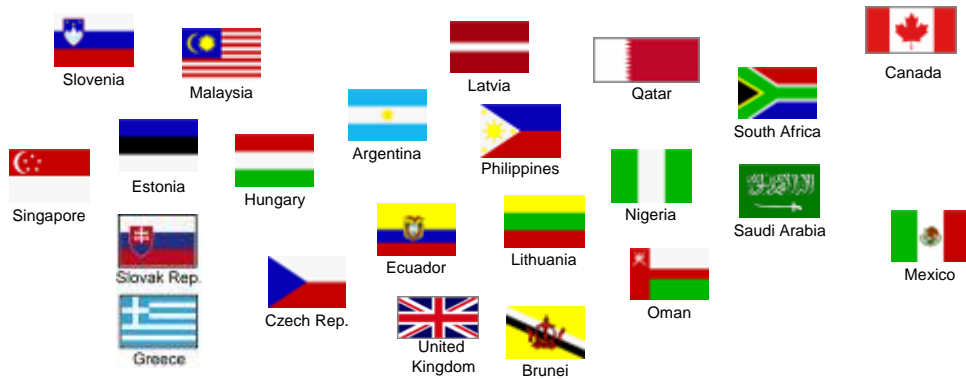 Canada
Slovenia
Latvia
Malaysia
Qatar
South Africa
Argentina
Philippines
Estonia
Hungary
Singapore
Nigeria
Saudi Arabia
Ecuador
Lithuania
Mexico
Slovak Rep.
Oman
Czech Rep.
United
Kingdom
Greece
Brunei